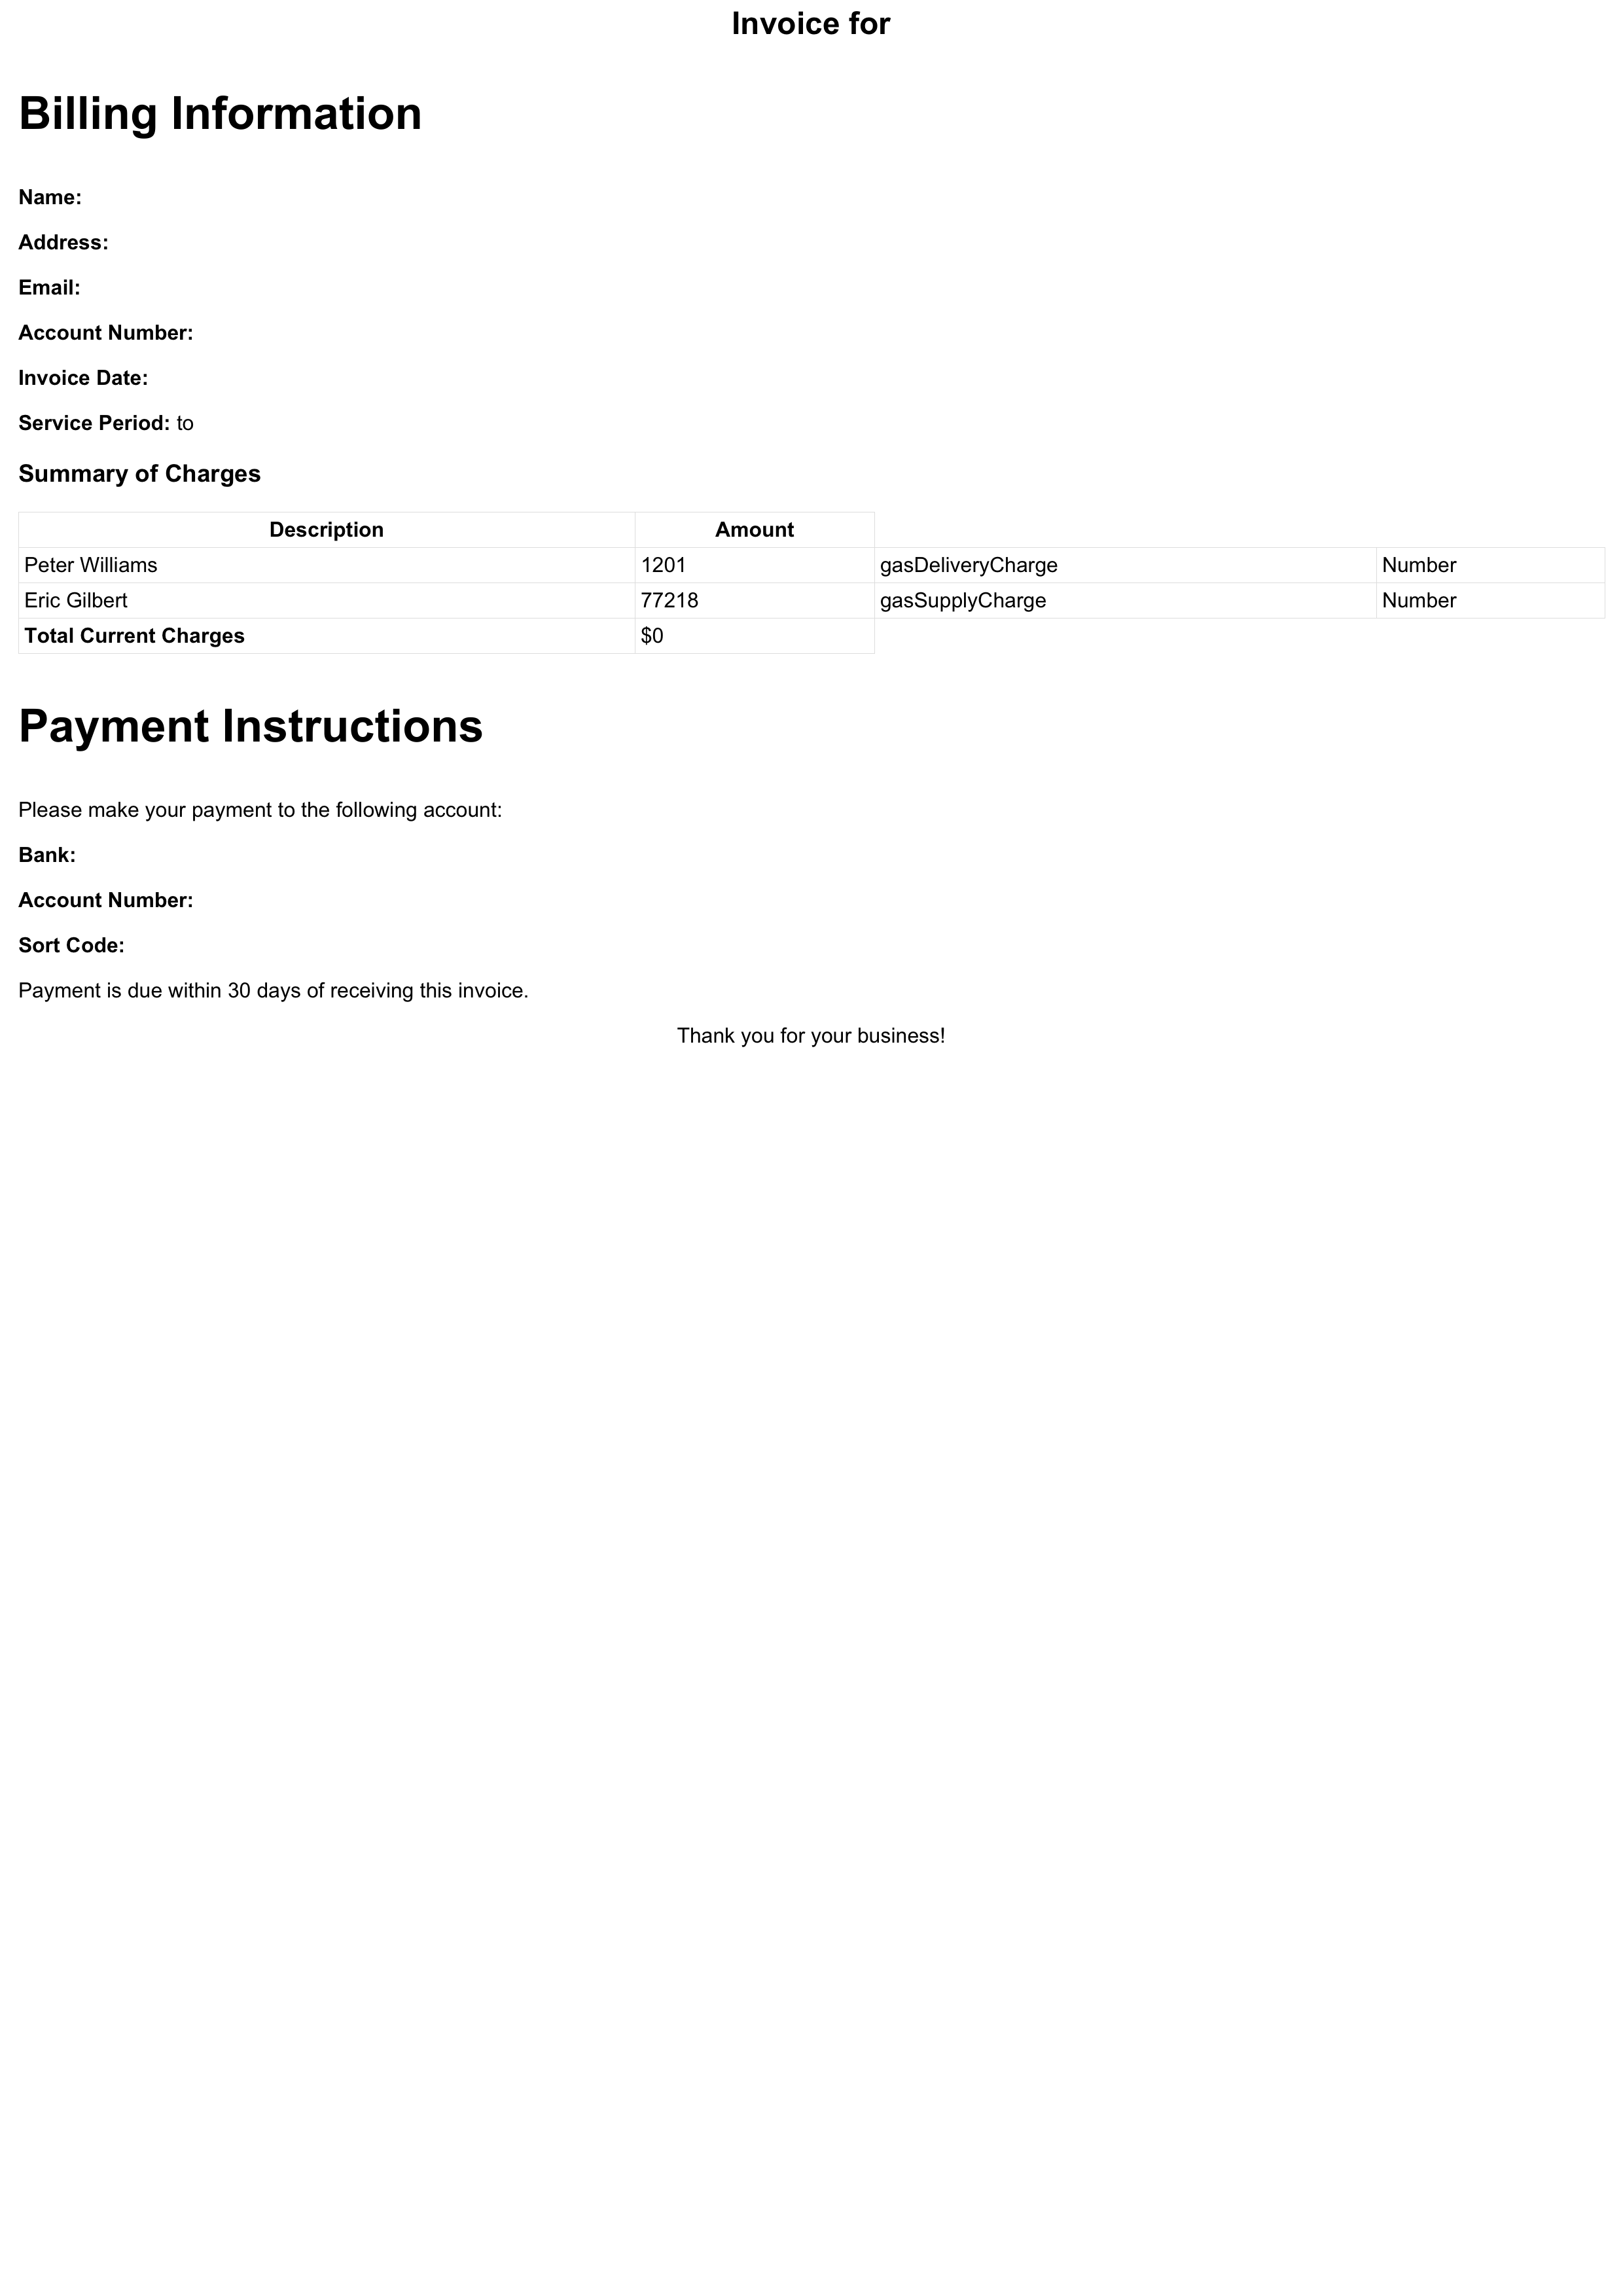 Invoice for
Billing Information
Name:
Address:
Email:
Account Number:
Invoice Date:
Service Period: to
Summary of Charges
Description Amount
Peter Williams 1201 gasDeliveryCharge Number
Eric Gilbert 77218 gasSupplyCharge Number
Total Current Charges $0
Payment Instructions
Please make your payment to the following account:
Bank:
Account Number:
Sort Code:
Payment is due within 30 days of receiving this invoice.
Thank you for your business!